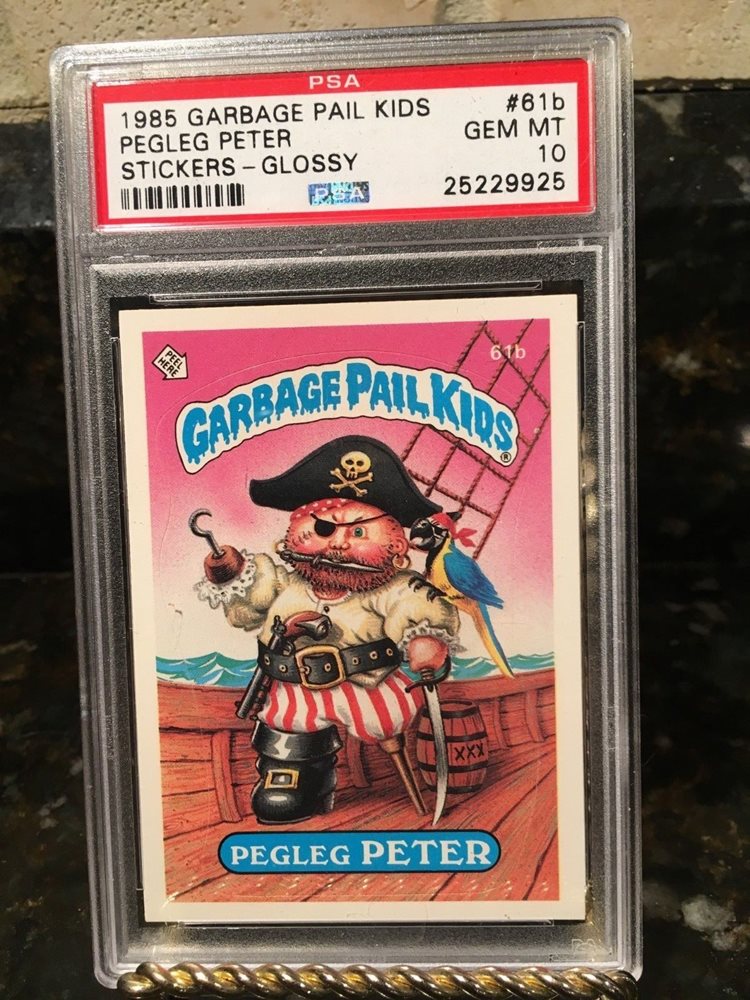 PSA
1985 GARBAGE PAIL KIDS #61b
PEGLEG PETER GEM MT
STICKERS - GLOSSY 10
PSA 25229925
PEEL HERE
61b
GARBAGE PAIL KIDS®
XXX
PEGLEG PETER